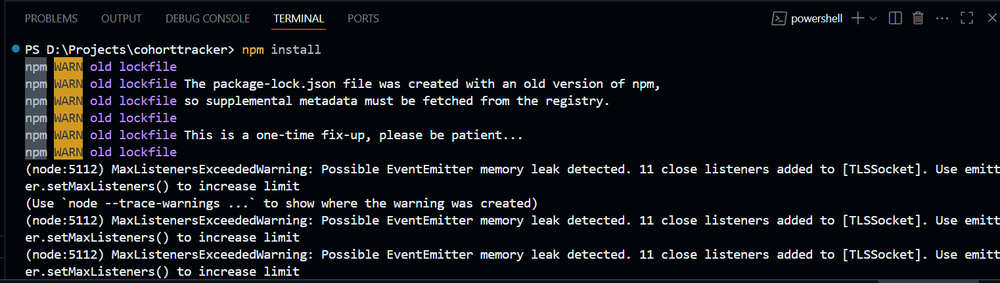 PROBLEMS OUTPUT DEBUG CONSOLE TERMINAL PORTS powershell
PS D:\Projects\cohorttracker> npm install
npm WARN old lockfile
npm WARN old lockfile The package-lock.json file was created with an old version of npm,
npm WARN old lockfile so supplemental metadata must be fetched from the registry.
npm WARN old lockfile
npm WARN old lockfile This is a one-time fix-up, please be patient...
npm WARN old lockfile
(node:5112) MaxListenersExceededWarning: Possible EventEmitter memory leak detected. 11 close listeners added to [TLSSocket]. Use emitt
er.setMaxListeners() to increase limit
(Use `node --trace-warnings ...` to show where the warning was created)
(node:5112) MaxListenersExceededWarning: Possible EventEmitter memory leak detected. 11 close listeners added to [TLSSocket]. Use emitt
er.setMaxListeners() to increase limit
(node:5112) MaxListenersExceededWarning: Possible EventEmitter memory leak detected. 11 close listeners added to [TLSSocket]. Use emitt
er.setMaxListeners() to increase limit